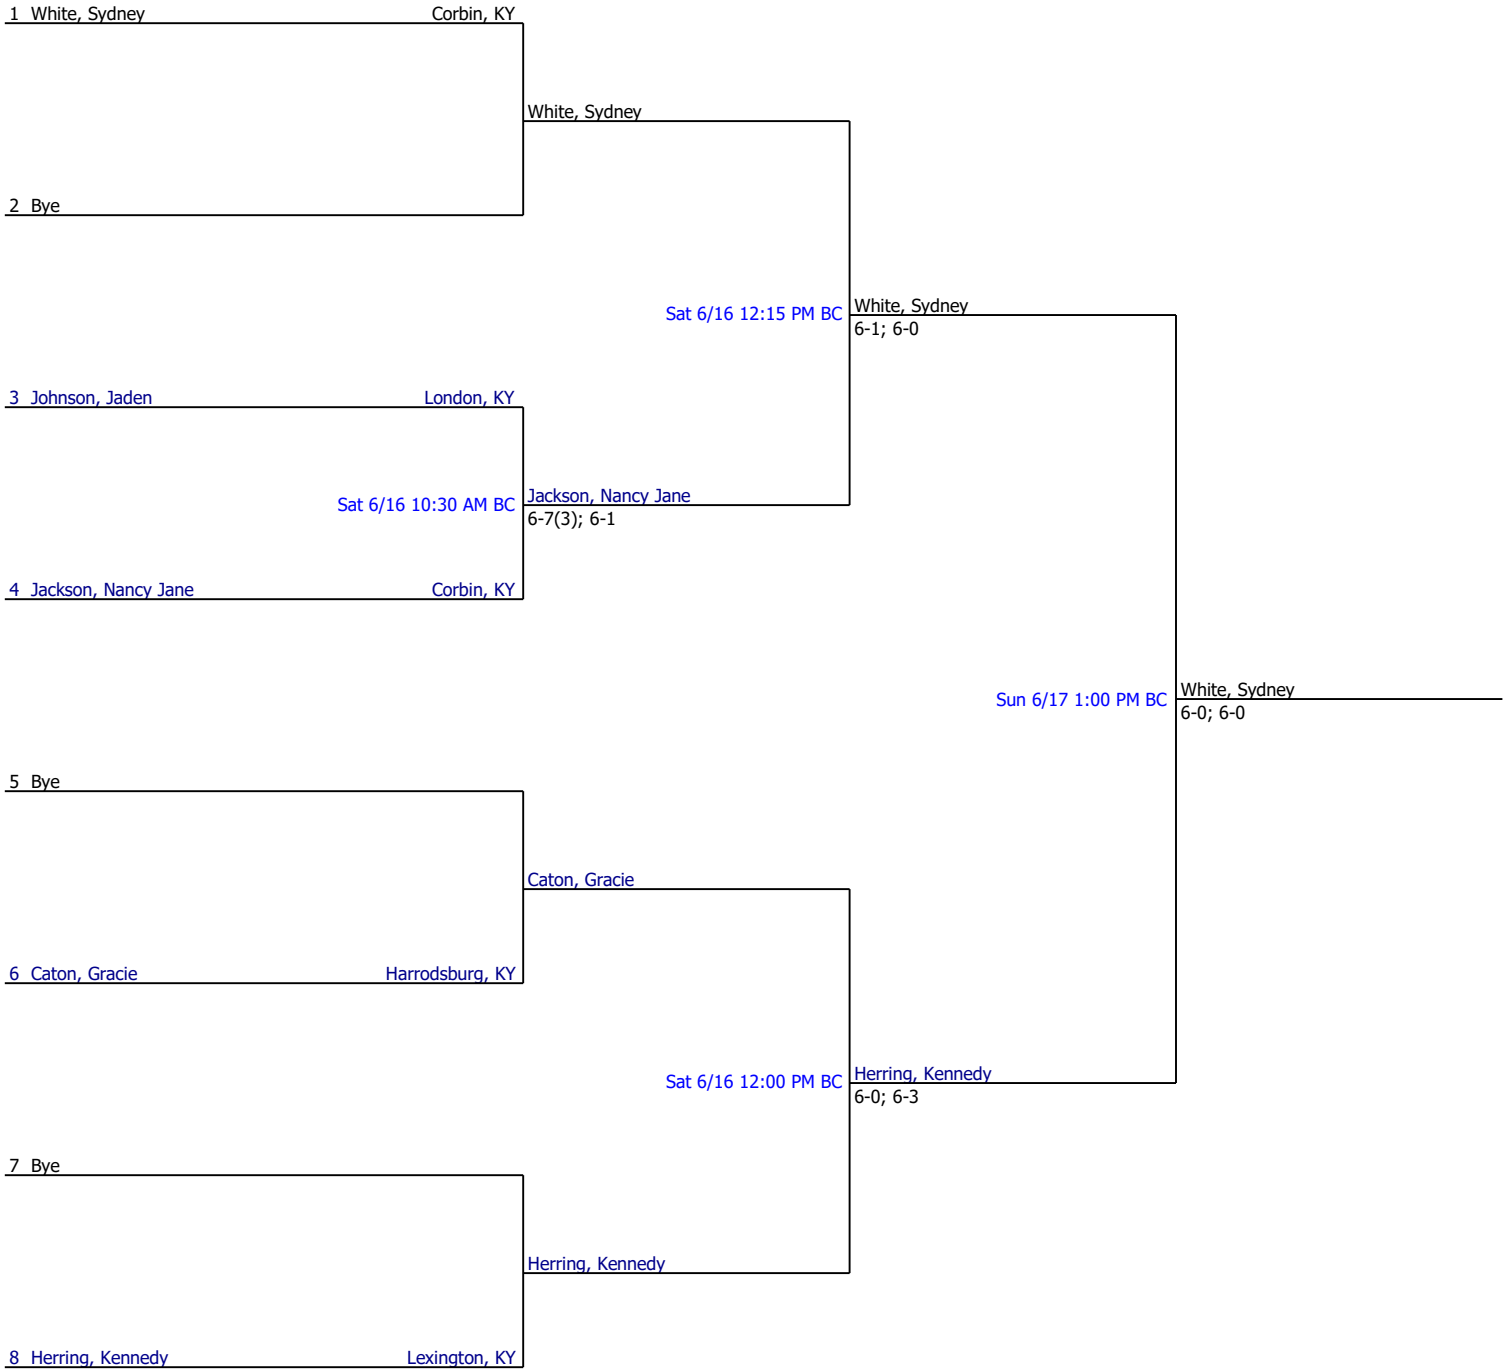 1 White, Sydney Corbin, KY
White, Sydney
2 Bye
Sat 6/16 12:15 PM BC
White, Sydney
6-1; 6-0
3 Johnson, Jaden London, KY
Sat 6/16 10:30 AM BC
Jackson, Nancy Jane
6-7(3); 6-1
4 Jackson, Nancy Jane Corbin, KY
Sun 6/17 1:00 PM BC
White, Sydney
6-0; 6-0
5 Bye
Caton, Gracie
6 Caton, Gracie Harrodsburg, KY
Sat 6/16 12:00 PM BC
Herring, Kennedy
6-0; 6-3
7 Bye
Herring, Kennedy
8 Herring, Kennedy Lexington, KY